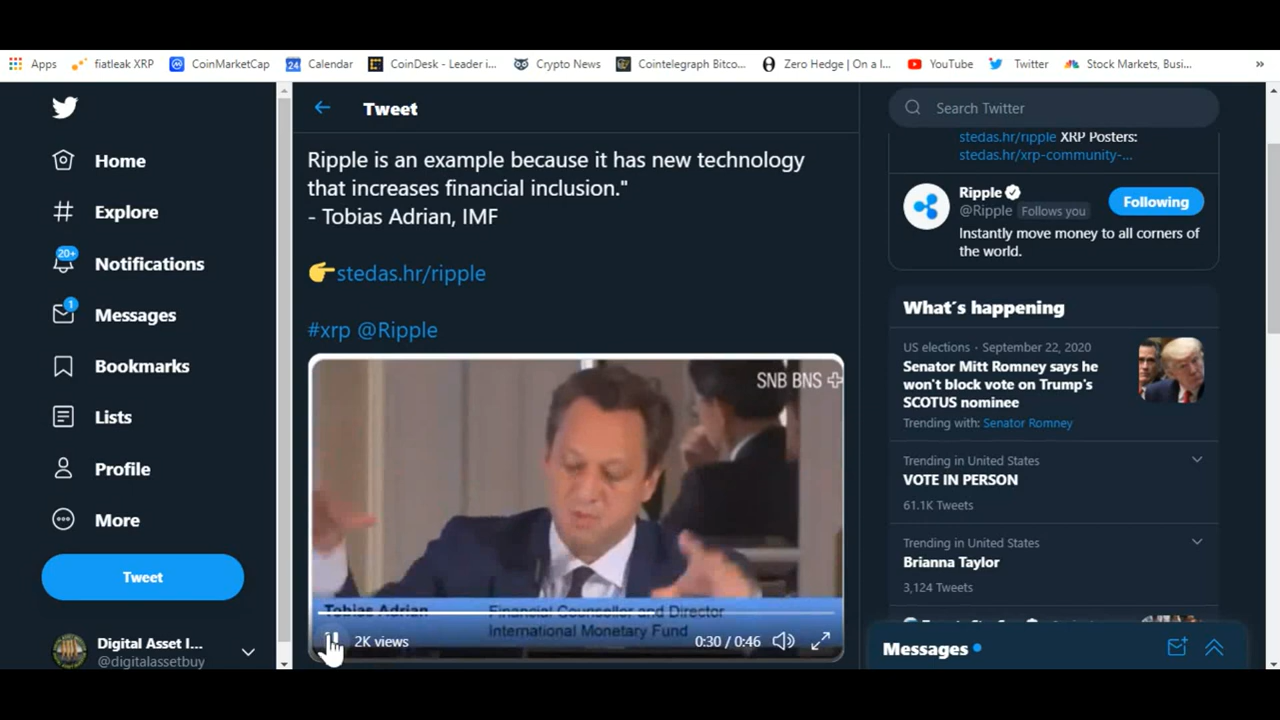 Apps fiatleak XRP CoinMarketCap 24 Calendar CoinDesk - Leader i... Crypto News Cointelegraph Bitco... Zero Hedge | On a l... YouTube Twitter Stock Markets, Busi... »
Home
Explore
20+
Notifications
1
Messages
Bookmarks
Lists
Profile
More
Tweet
Digital Asset I...
@digitalassetbuy
Tweet
Ripple is an example because it has new technology
that increases financial inclusion."
- Tobias Adrian, IMF
👉stedas.hr/ripple
#xrp @Ripple
SNB BNS
Tobias Adrian Financial Counsellor and Director
International Monetary Fund
2K views 0:30 / 0:46
Search Twitter
stedas.hr/ripple XRP Posters:
stedas.hr/xrp-community-...
Ripple
@Ripple Follows you
Following
Instantly move money to all corners of
the world.
What´s happening
US elections · September 22, 2020
Senator Mitt Romney says he
won't block vote on Trump's
SCOTUS nominee
Trending with: Senator Romney
Trending in United States
VOTE IN PERSON
61.1K Tweets
Trending in United States
Brianna Taylor
3,124 Tweets
Messages